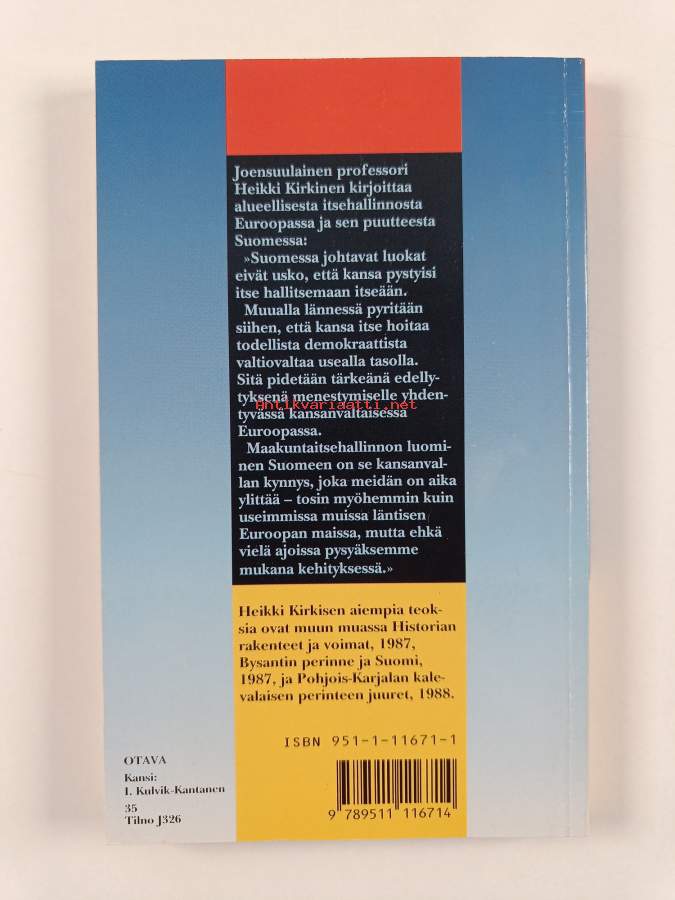 Joensuulainen professori
Heikki Kirkinen kirjoittaa
alueellisesta itsehallinnosta
Euroopassa ja sen puutteesta
Suomessa:
»Suomessa johtavat luokat
eivät usko, että kansa pystyisi
itse hallitsemaan itseään.
Muualla lännessä pyritään
siihen, että kansa itse hoitaa
todellista demokraattista
valtiovaltaa usealla tasolla.
Sitä pidetään tärkeänä edelly-
tyksenä menestymiselle yhden-
Antikvariaatti.net
tyvässä kansanvaltaisessa
Euroopassa.
Maakuntaitsehallinnon luomi-
nen Suomeen on se kansanval-
lan kynnys, joka meidän on aika
ylittää – tosin myöhemmin kuin
useimmissa muissa läntisen
Euroopan maissa, mutta ehkä
vielä ajoissa pysyäksemme
mukana kehityksessä.»
Heikki Kirkisen aiempia teok-
sia ovat muun muassa Historian
rakenteet ja voimat, 1987,
Bysantin perinne ja Suomi,
1987, ja Pohjois-Karjalan kale-
valaisen perinteen juuret, 1988.
ISBN 951-1-11671-1
OTAVA
Kansi:
I. Kulvik-Kantanen
35
Tilno J326
9 789511 116714